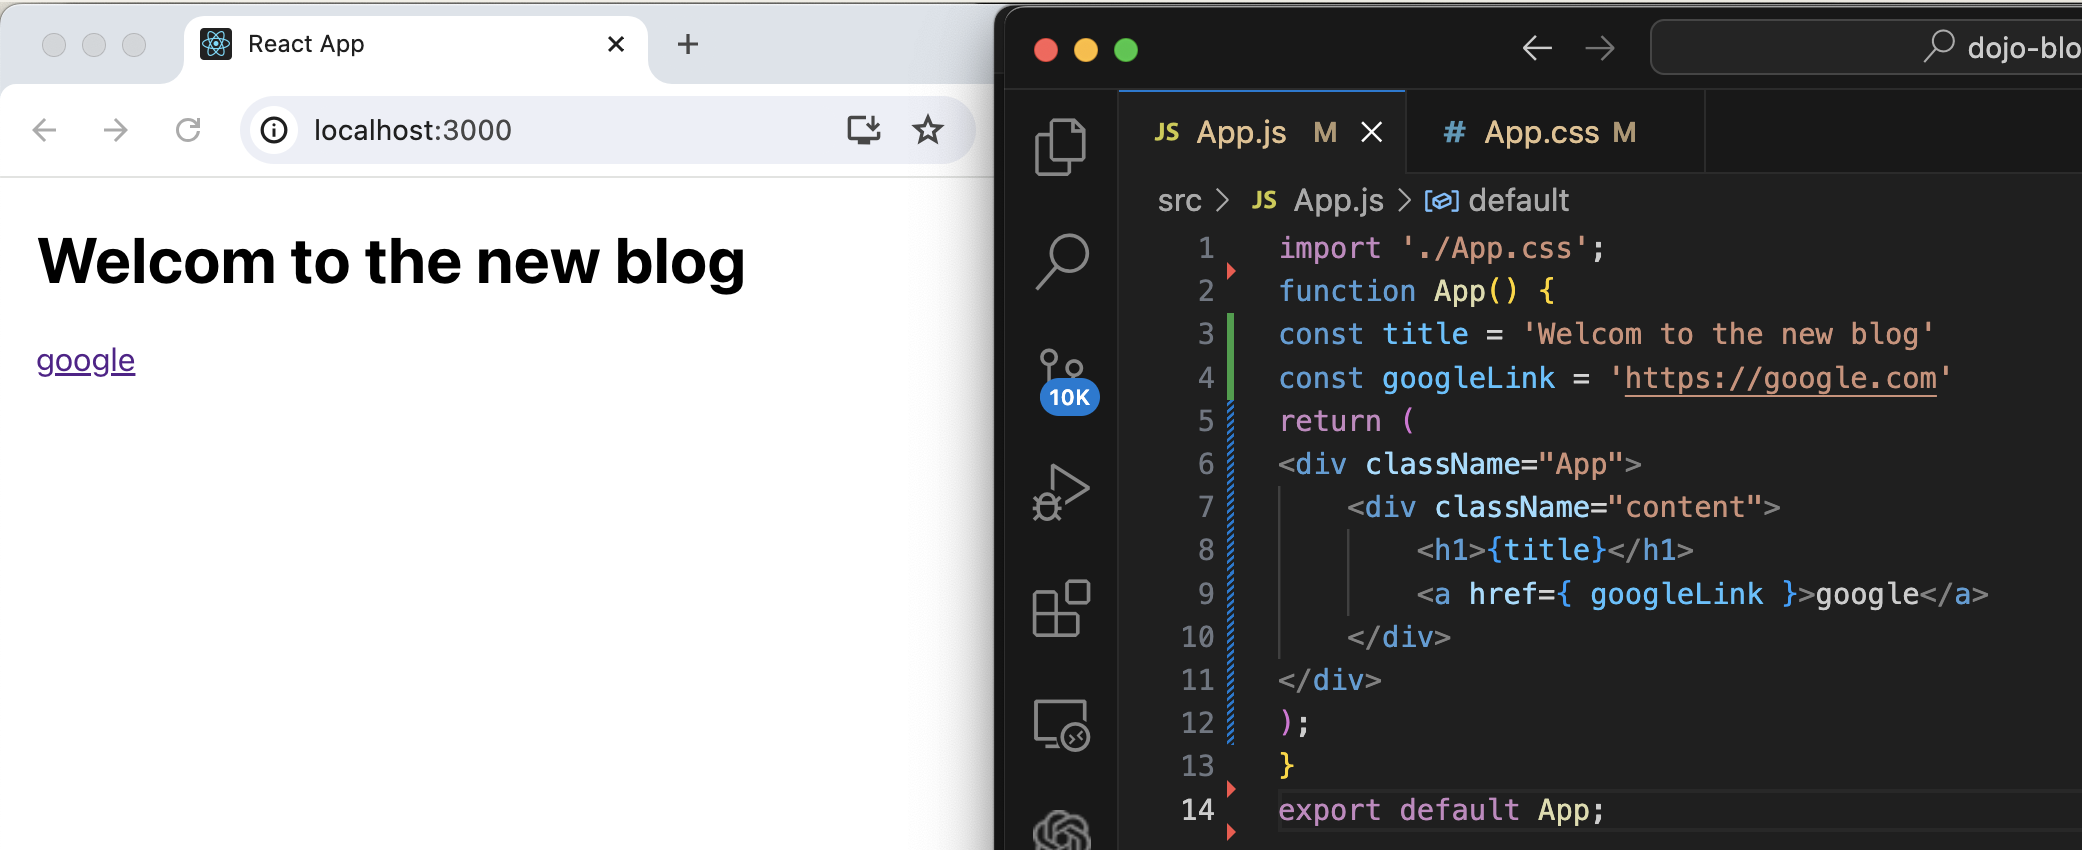 React App
localhost:3000
Welcom to the new blog
google
dojo-blo
JS App.js M
# App.css M
src > JS App.js > default
10K
1 import './App.css';
2 function App() {
3 const title = 'Welcom to the new blog'
4 const googleLink = 'https://google.com'
5 return (
6 <div className="App">
7 <div className="content">
8 <h1>{title}</h1>
9 <a href={ googleLink }>google</a>
10 </div>
11 </div>
12 );
13 }
14 export default App;